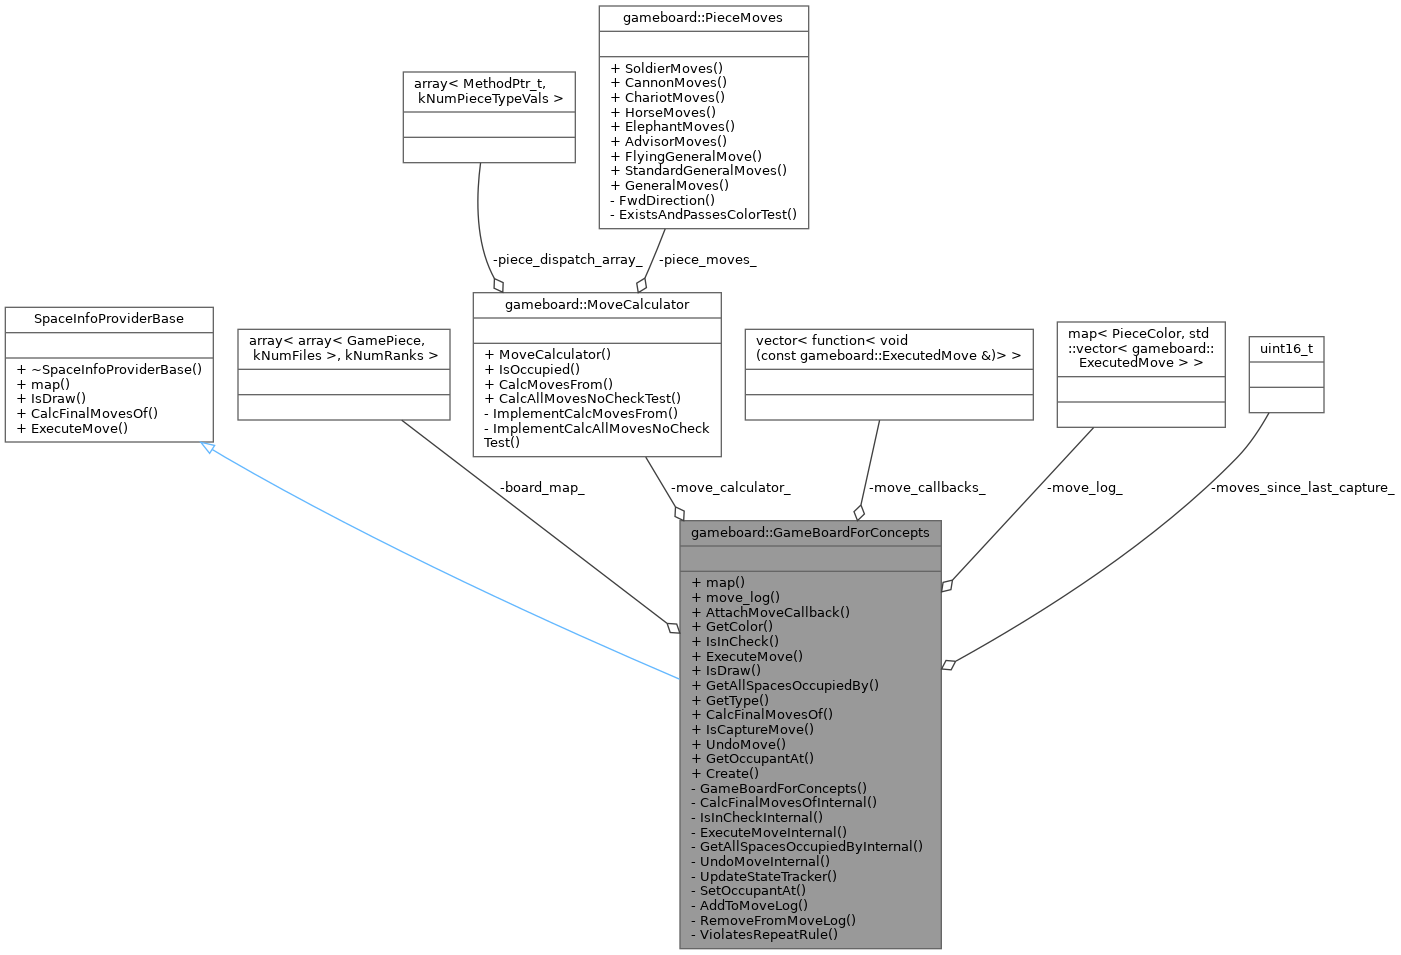 gameboard::PieceMoves
+ SoldierMoves()
+ CannonMoves()
+ ChariotMoves()
+ HorseMoves()
+ ElephantMoves()
+ AdvisorMoves()
+ FlyingGeneralMove()
+ StandardGeneralMoves()
+ GeneralMoves()
- FwdDirection()
- ExistsAndPassesColorTest()
array< MethodPtr_t,
kNumPieceTypeVals >
-piece_dispatch_array_
-piece_moves_
SpaceInfoProviderBase
+ ~SpaceInfoProviderBase()
+ map()
+ IsDraw()
+ CalcFinalMovesOf()
+ ExecuteMove()
array< array< GamePiece,
kNumFiles >, kNumRanks >
gameboard::MoveCalculator
+ MoveCalculator()
+ IsOccupied()
+ CalcMovesFrom()
+ CalcAllMovesNoCheckTest()
- ImplementCalcMovesFrom()
- ImplementCalcAllMovesNoCheck
Test()
vector< function< void
(const gameboard::ExecutedMove &)> >
map< PieceColor, std
::vector< gameboard::
ExecutedMove > >
uint16_t
-board_map_
-move_calculator_
-move_callbacks_
-move_log_
-moves_since_last_capture_
gameboard::GameBoardForConcepts
+ map()
+ move_log()
+ AttachMoveCallback()
+ GetColor()
+ IsInCheck()
+ ExecuteMove()
+ IsDraw()
+ GetAllSpacesOccupiedBy()
+ GetType()
+ CalcFinalMovesOf()
+ IsCaptureMove()
+ UndoMove()
+ GetOccupantAt()
+ Create()
- GameBoardForConcepts()
- CalcFinalMovesOfInternal()
- IsInCheckInternal()
- ExecuteMoveInternal()
- GetAllSpacesOccupiedByInternal()
- UndoMoveInternal()
- UpdateStateTracker()
- SetOccupantAt()
- AddToMoveLog()
- RemoveFromMoveLog()
- ViolatesRepeatRule()